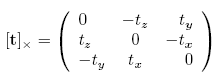 [t]× = ( 0 −t_z t_y
t_z 0 −t_x
−t_y t_x 0 )